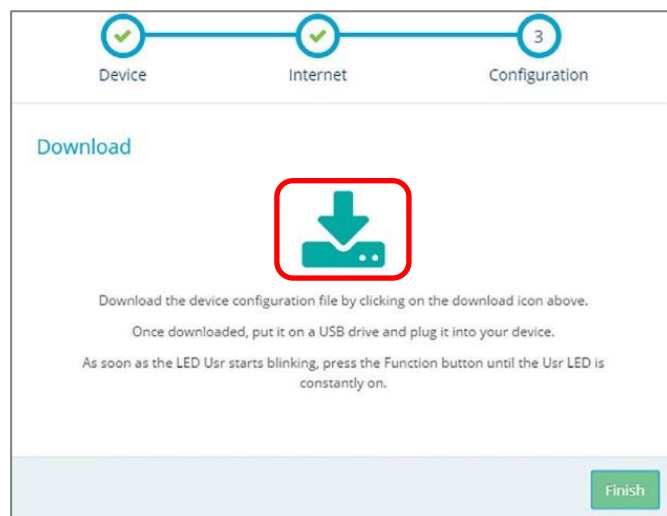 3
Device
Internet
Configuration
Download
Download the device configuration file by clicking on the download icon above.
Once downloaded, put it on a USB drive and plug it into your device.
As soon as the LED Usr starts blinking, press the Function button until the Usr LED is
constantly on.
Finish